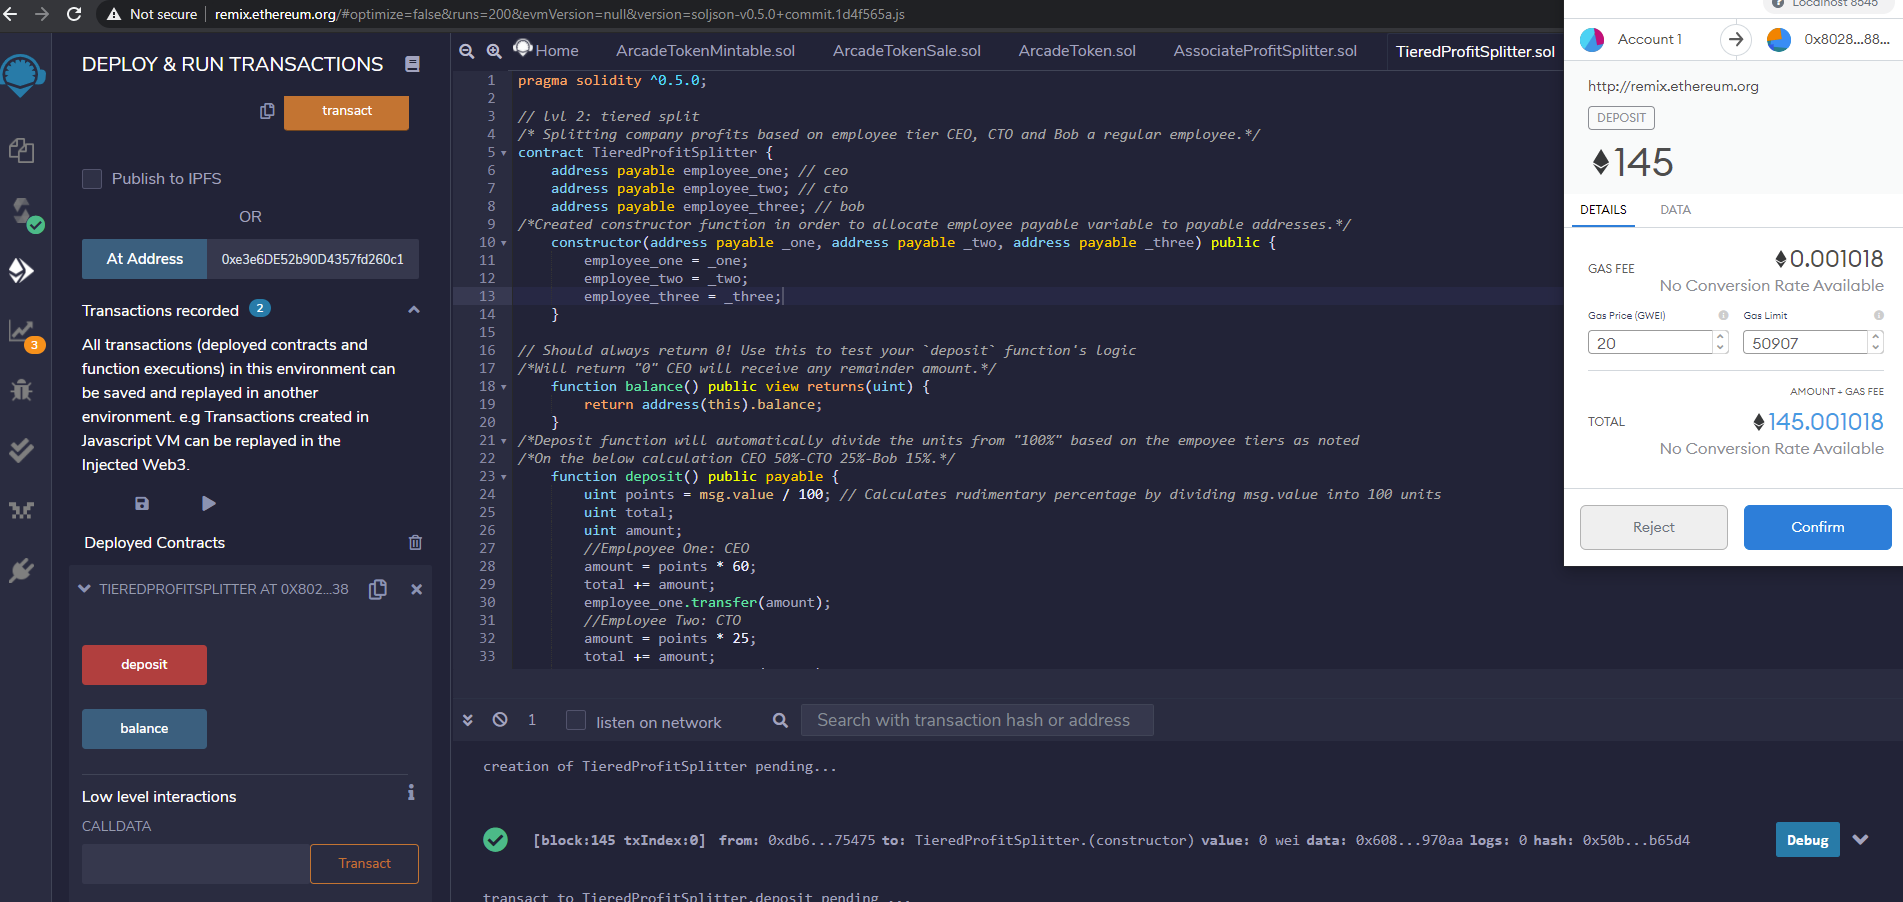 Not secure | remix.ethereum.org/#optimize=false&runs=200&evmVersion=null&version=soljson-v0.5.0+commit.1d4f565a.js
DEPLOY & RUN TRANSACTIONS
transact
Publish to IPFS
OR
At Address 0xe3e6DE52b90D4357fd260c1
Transactions recorded 2
All transactions (deployed contracts and
function executions) in this environment can
be saved and replayed in another
environment. e.g Transactions created in
Javascript VM can be replayed in the
Injected Web3.
Deployed Contracts
TIEREDPROFITSPLITTER AT 0X802...38
deposit
balance
Low level interactions
CALLDATA
Transact
3
Home ArcadeTokenMintable.sol ArcadeTokenSale.sol ArcadeToken.sol AssociateProfitSplitter.sol TieredProfitSplitter.sol
1 pragma solidity ^0.5.0;
2
3 // lvl 2: tiered split
4 /* Splitting company profits based on employee tier CEO, CTO and Bob a regular employee.*/
5 contract TieredProfitSplitter {
6 address payable employee_one; // ceo
7 address payable employee_two; // cto
8 address payable employee_three; // bob
9 /*Created constructor function in order to allocate employee payable variable to payable addresses.*/
10 constructor(address payable _one, address payable _two, address payable _three) public {
11 employee_one = _one;
12 employee_two = _two;
13 employee_three = _three;
14 }
15
16 // Should always return 0! Use this to test your `deposit` function's logic
17 /*Will return "0" CEO will receive any remainder amount.*/
18 function balance() public view returns(uint) {
19 return address(this).balance;
20 }
21 /*Deposit function will automatically divide the units from "100%" based on the empoyee tiers as noted
22 /*On the below calculation CEO 50%-CTO 25%-Bob 15%.*/
23 function deposit() public payable {
24 uint points = msg.value / 100; // Calculates rudimentary percentage by dividing msg.value into 100 units
25 uint total;
26 uint amount;
27 //Emlpoyee One: CEO
28 amount = points * 60;
29 total += amount;
30 employee_one.transfer(amount);
31 //Employee Two: CTO
32 amount = points * 25;
33 total += amount;
1 listen on network Search with transaction hash or address
creation of TieredProfitSplitter pending...
[block:145 txIndex:0] from: 0xdb6...75475 to: TieredProfitSplitter.(constructor) value: 0 wei data: 0x608...970aa logs: 0 hash: 0x50b...b65d4 Debug
transact to TieredProfitSplitter.deposit pending ...
Localhost 8545
Account 1 0x8028...88...
http://remix.ethereum.org
DEPOSIT
145
DETAILS DATA
GAS FEE 0.001018
No Conversion Rate Available
Gas Price (GWEI) Gas Limit
20 50907
AMOUNT + GAS FEE
TOTAL 145.001018
No Conversion Rate Available
Reject Confirm